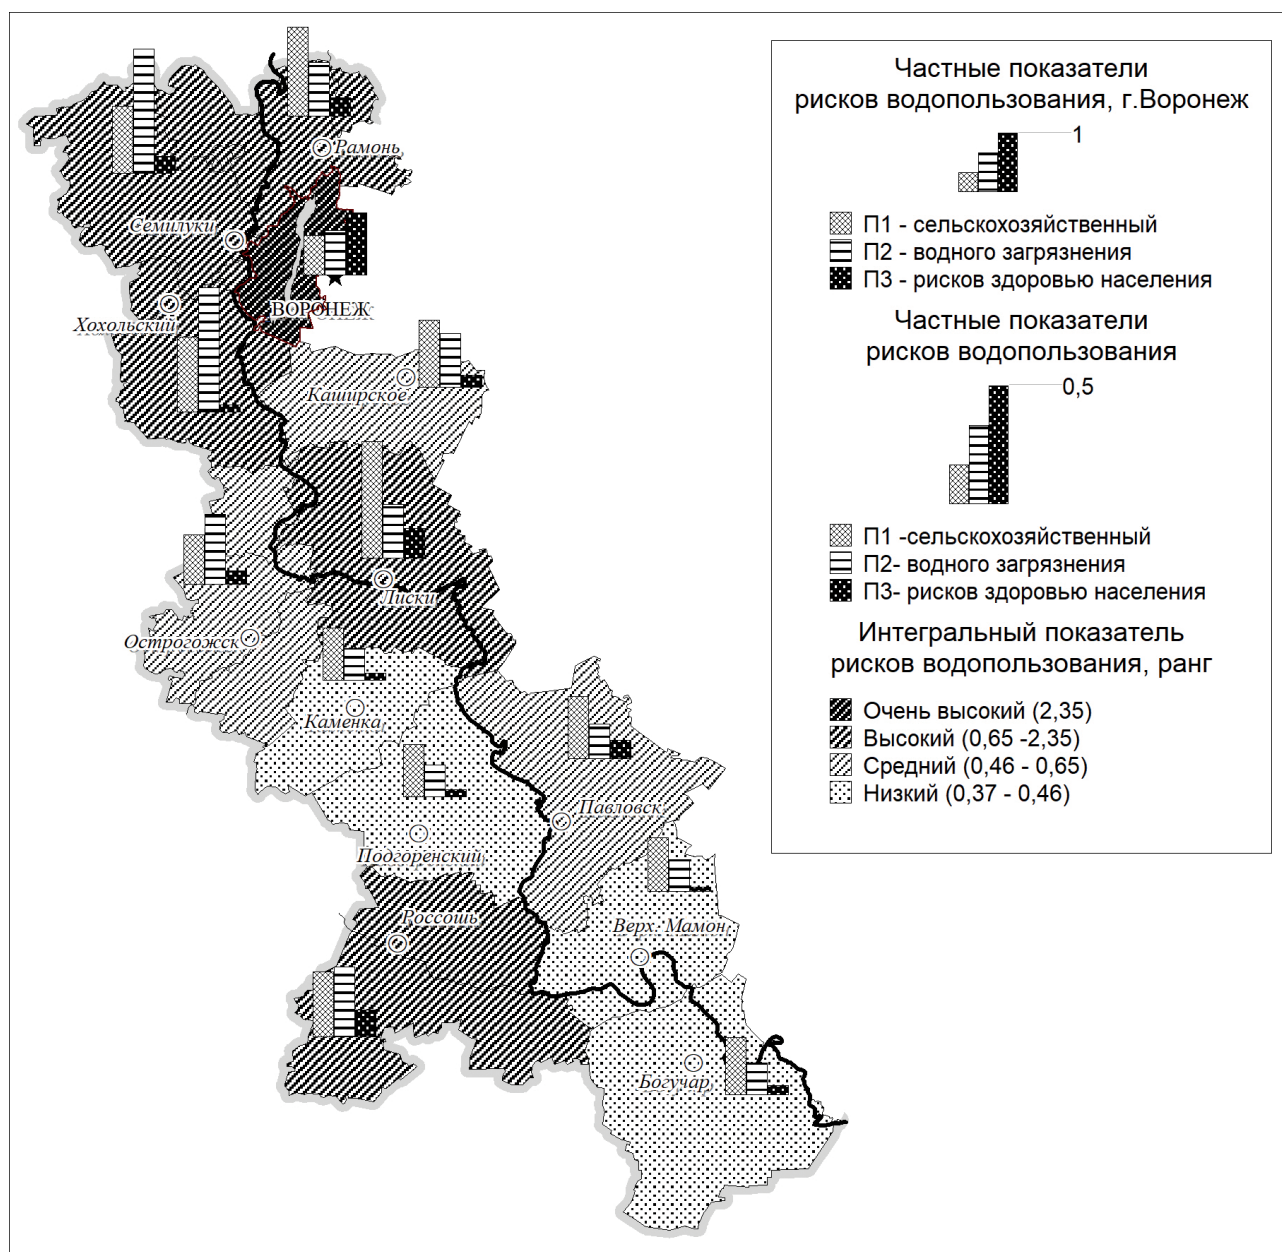 Рамонь
Семилуки
ВОРОНЕЖ
Хохольский
Каширское
Лиски
Острогожск
Каменка
Павловск
Подгоренский
Россошь
Верх. Мамон
Богучар
Частные показатели
рисков водопользования, г.Воронеж
1
П1 - сельскохозяйственный
П2 - водного загрязнения
П3 - рисков здоровью населения
Частные показатели
рисков водопользования
0,5
П1 -сельскохозяйственный
П2- водного загрязнения
П3- рисков здоровью населения
Интегральный показатель
рисков водопользования, ранг
Очень высокий (2,35)
Высокий (0,65 -2,35)
Средний (0,46 - 0,65)
Низкий (0,37 - 0,46)